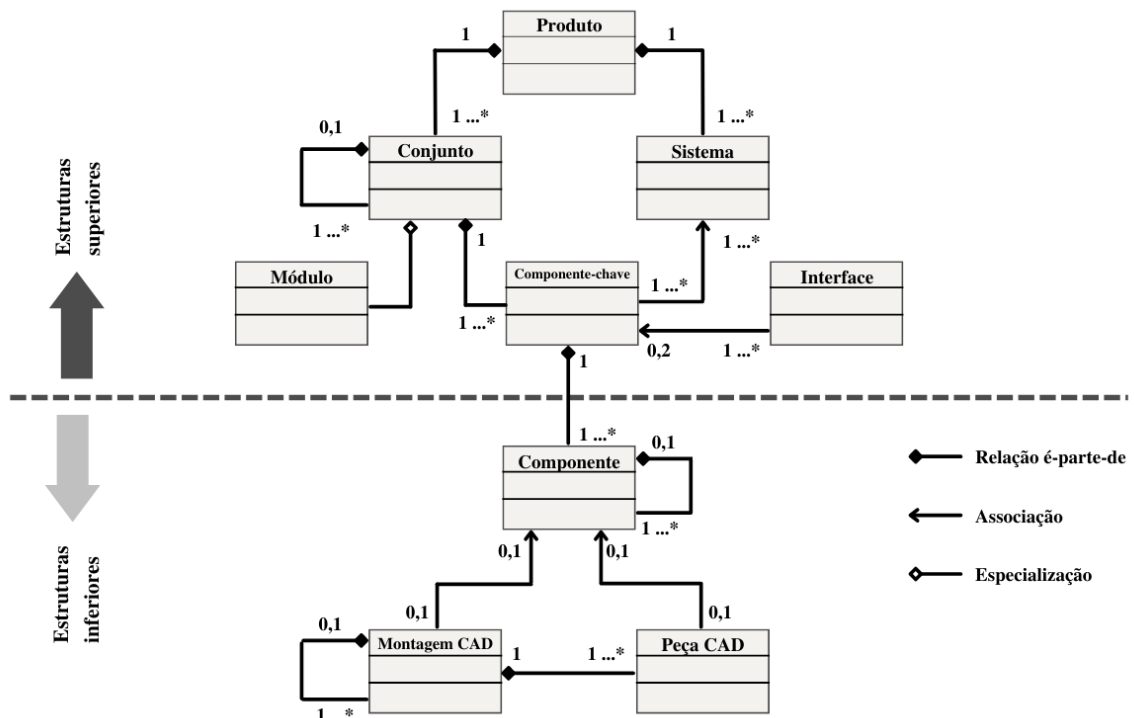 Produto
1
1
1 ...*
1 ...*
0,1
Conjunto
Sistema
1 ...*
1
1 ...*
Módulo
Componente-chave
Interface
1 ...*
1 ...*
0,2
1 ...*
1
Estruturas
superiores
1 ...*
0,1
Componente
1 ...*
0,1
0,1
0,1
0,1
0,1
Montagem CAD
Peça CAD
1
1 ...*
1 ...*
Estruturas
inferiores
Relação é-parte-de
Associação
Especialização